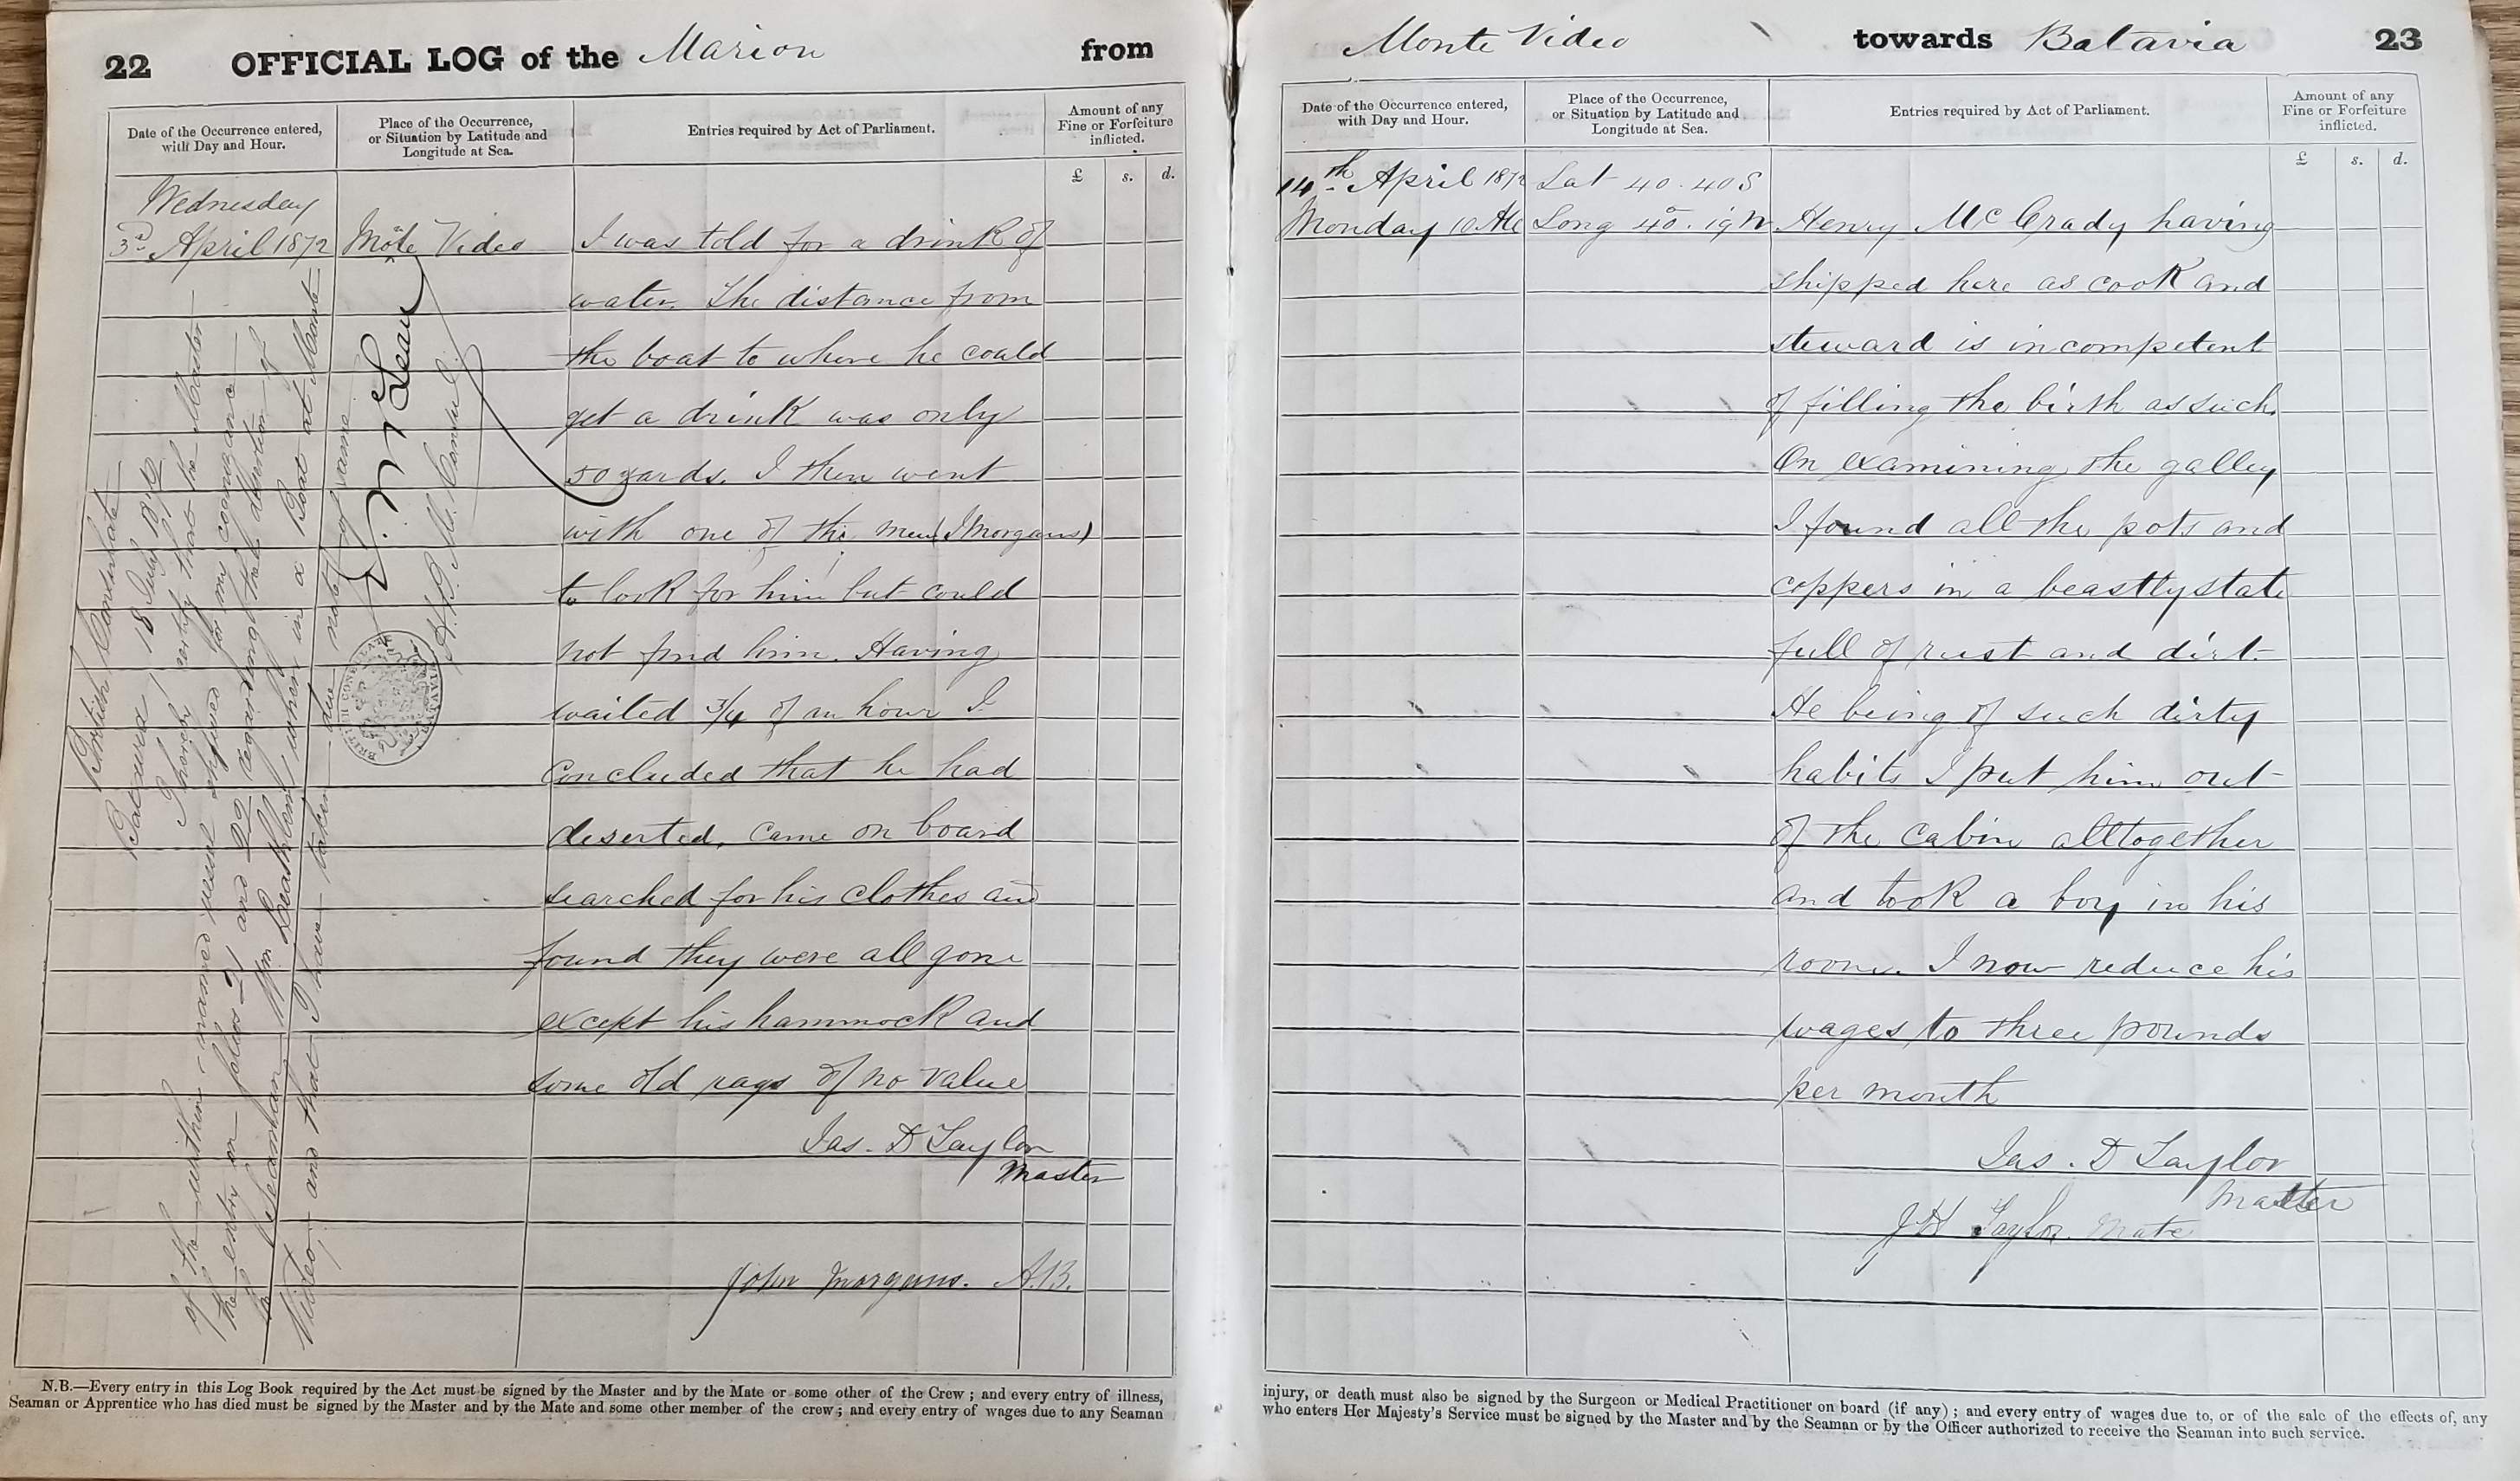 22 OFFICIAL LOG of the Marion from
Date of the Occurrence entered, with Day and Hour.
Place of the Occurrence, or Situation by Latitude and Longitude at Sea.
Entries required by Act of Parliament.
Amount of any Fine or Forfeiture inflicted.
£ s. d.
Wednesday
3rd April 1872 Monte Video I was told for a drink of
water. The distance from
the boat to where he could
get a drink was only
50 yards. I then went
with one of the men (J Morgans)
to look for him but could
not find him. Having
waited 3/4 of an hour I
concluded that he had
deserted. Came on board
searched for his clothes and
found they were all gone
except his hammock and
some old rags of no value
Jas. D Taylor
Master
John Morgans. A.B.
British Consulate
Batavia 18 July 1872
I hereby certify that the Master
of the within named vessel informed for my cognizance
the entry on folios 21 and 22 regarding the desertion of
Wm Leathlen when in a Boat at Monte
Video, and that I have taken due note of same
N McLean
H.B.M. Consul
BRITISH CONSULATE BATAVIA
N.B.—Every entry in this Log Book required by the Act must be signed by the Master and by the Mate or some other of the Crew; and every entry of illness,
Seaman or Apprentice who has died must be signed by the Master and by the Mate and some other member of the crew; and every entry of wages due to any Seaman
Monte Video towards Batavia 23
Date of the Occurrence entered, with Day and Hour.
Place of the Occurrence, or Situation by Latitude and Longitude at Sea.
Entries required by Act of Parliament.
Amount of any Fine or Forfeiture inflicted.
£ s. d.
14th April 1872 Lat 40.40 S
Monday 10 AM Long 40°.19 W Henry McCrady having
shipped here as cook and
steward is incompetent
of filling the birth as such.
On examining the galley
I found all the pots and
coppers in a beastly state
full of rust and dirt.
He being of such dirty
habits I put him out
of the cabin alltogether
and took a boy in his
room. I now reduce his
wages to three pounds
per month
Jas. D Taylor
Master
J H Taylor Mate
injury, or death must also be signed by the Surgeon or Medical Practitioner on board (if any); and every entry of wages due to, or of the sale of the effects of, any
who enters Her Majesty's Service must be signed by the Master and by the Seaman or by the Officer authorized to receive the Seaman into such service.